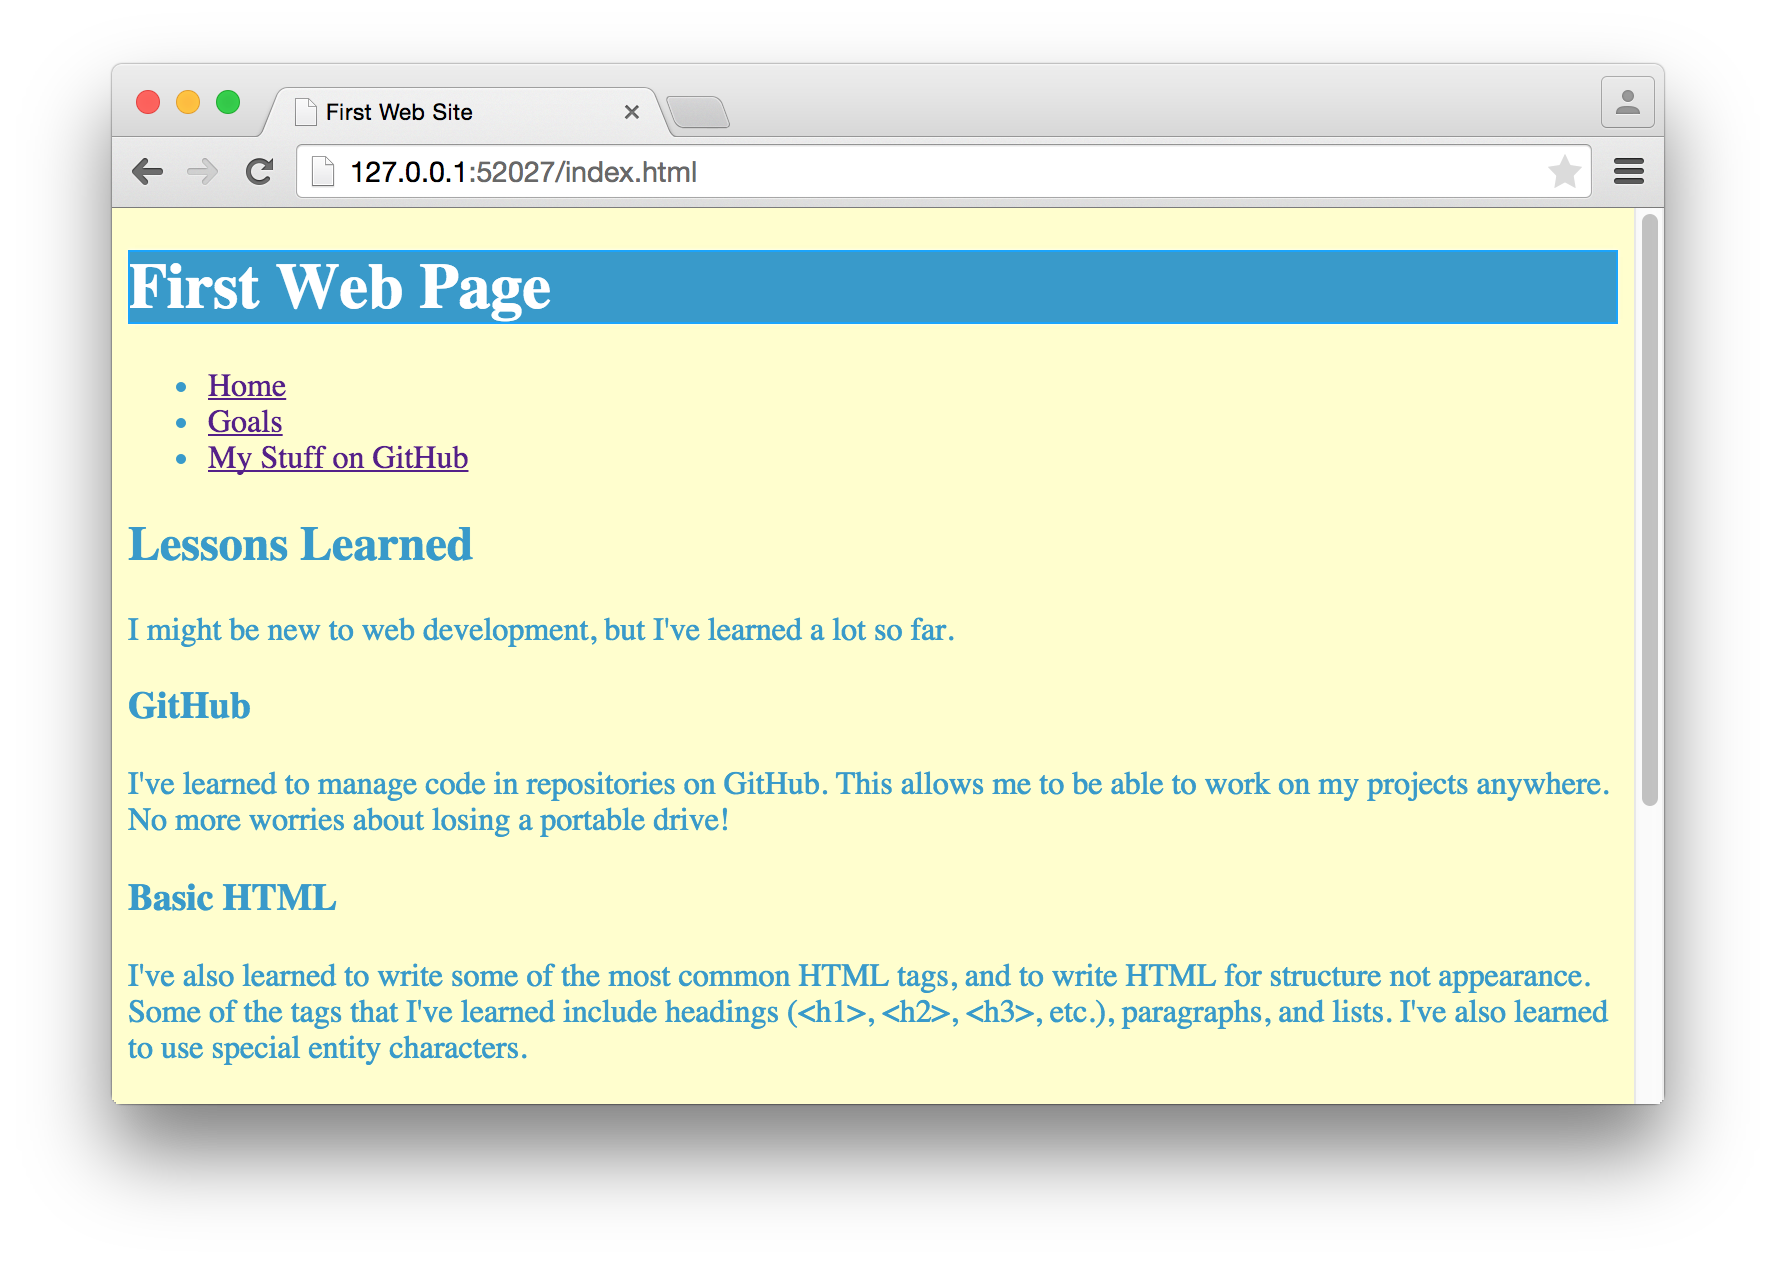 First Web Site
127.0.0.1:52027/index.html
First Web Page
Home
Goals
My Stuff on GitHub
Lessons Learned
I might be new to web development, but I've learned a lot so far.
GitHub
I've learned to manage code in repositories on GitHub. This allows me to be able to work on my projects anywhere.
No more worries about losing a portable drive!
Basic HTML
I've also learned to write some of the most common HTML tags, and to write HTML for structure not appearance.
Some of the tags that I've learned include headings (<h1>, <h2>, <h3>, etc.), paragraphs, and lists. I've also learned
to use special entity characters.